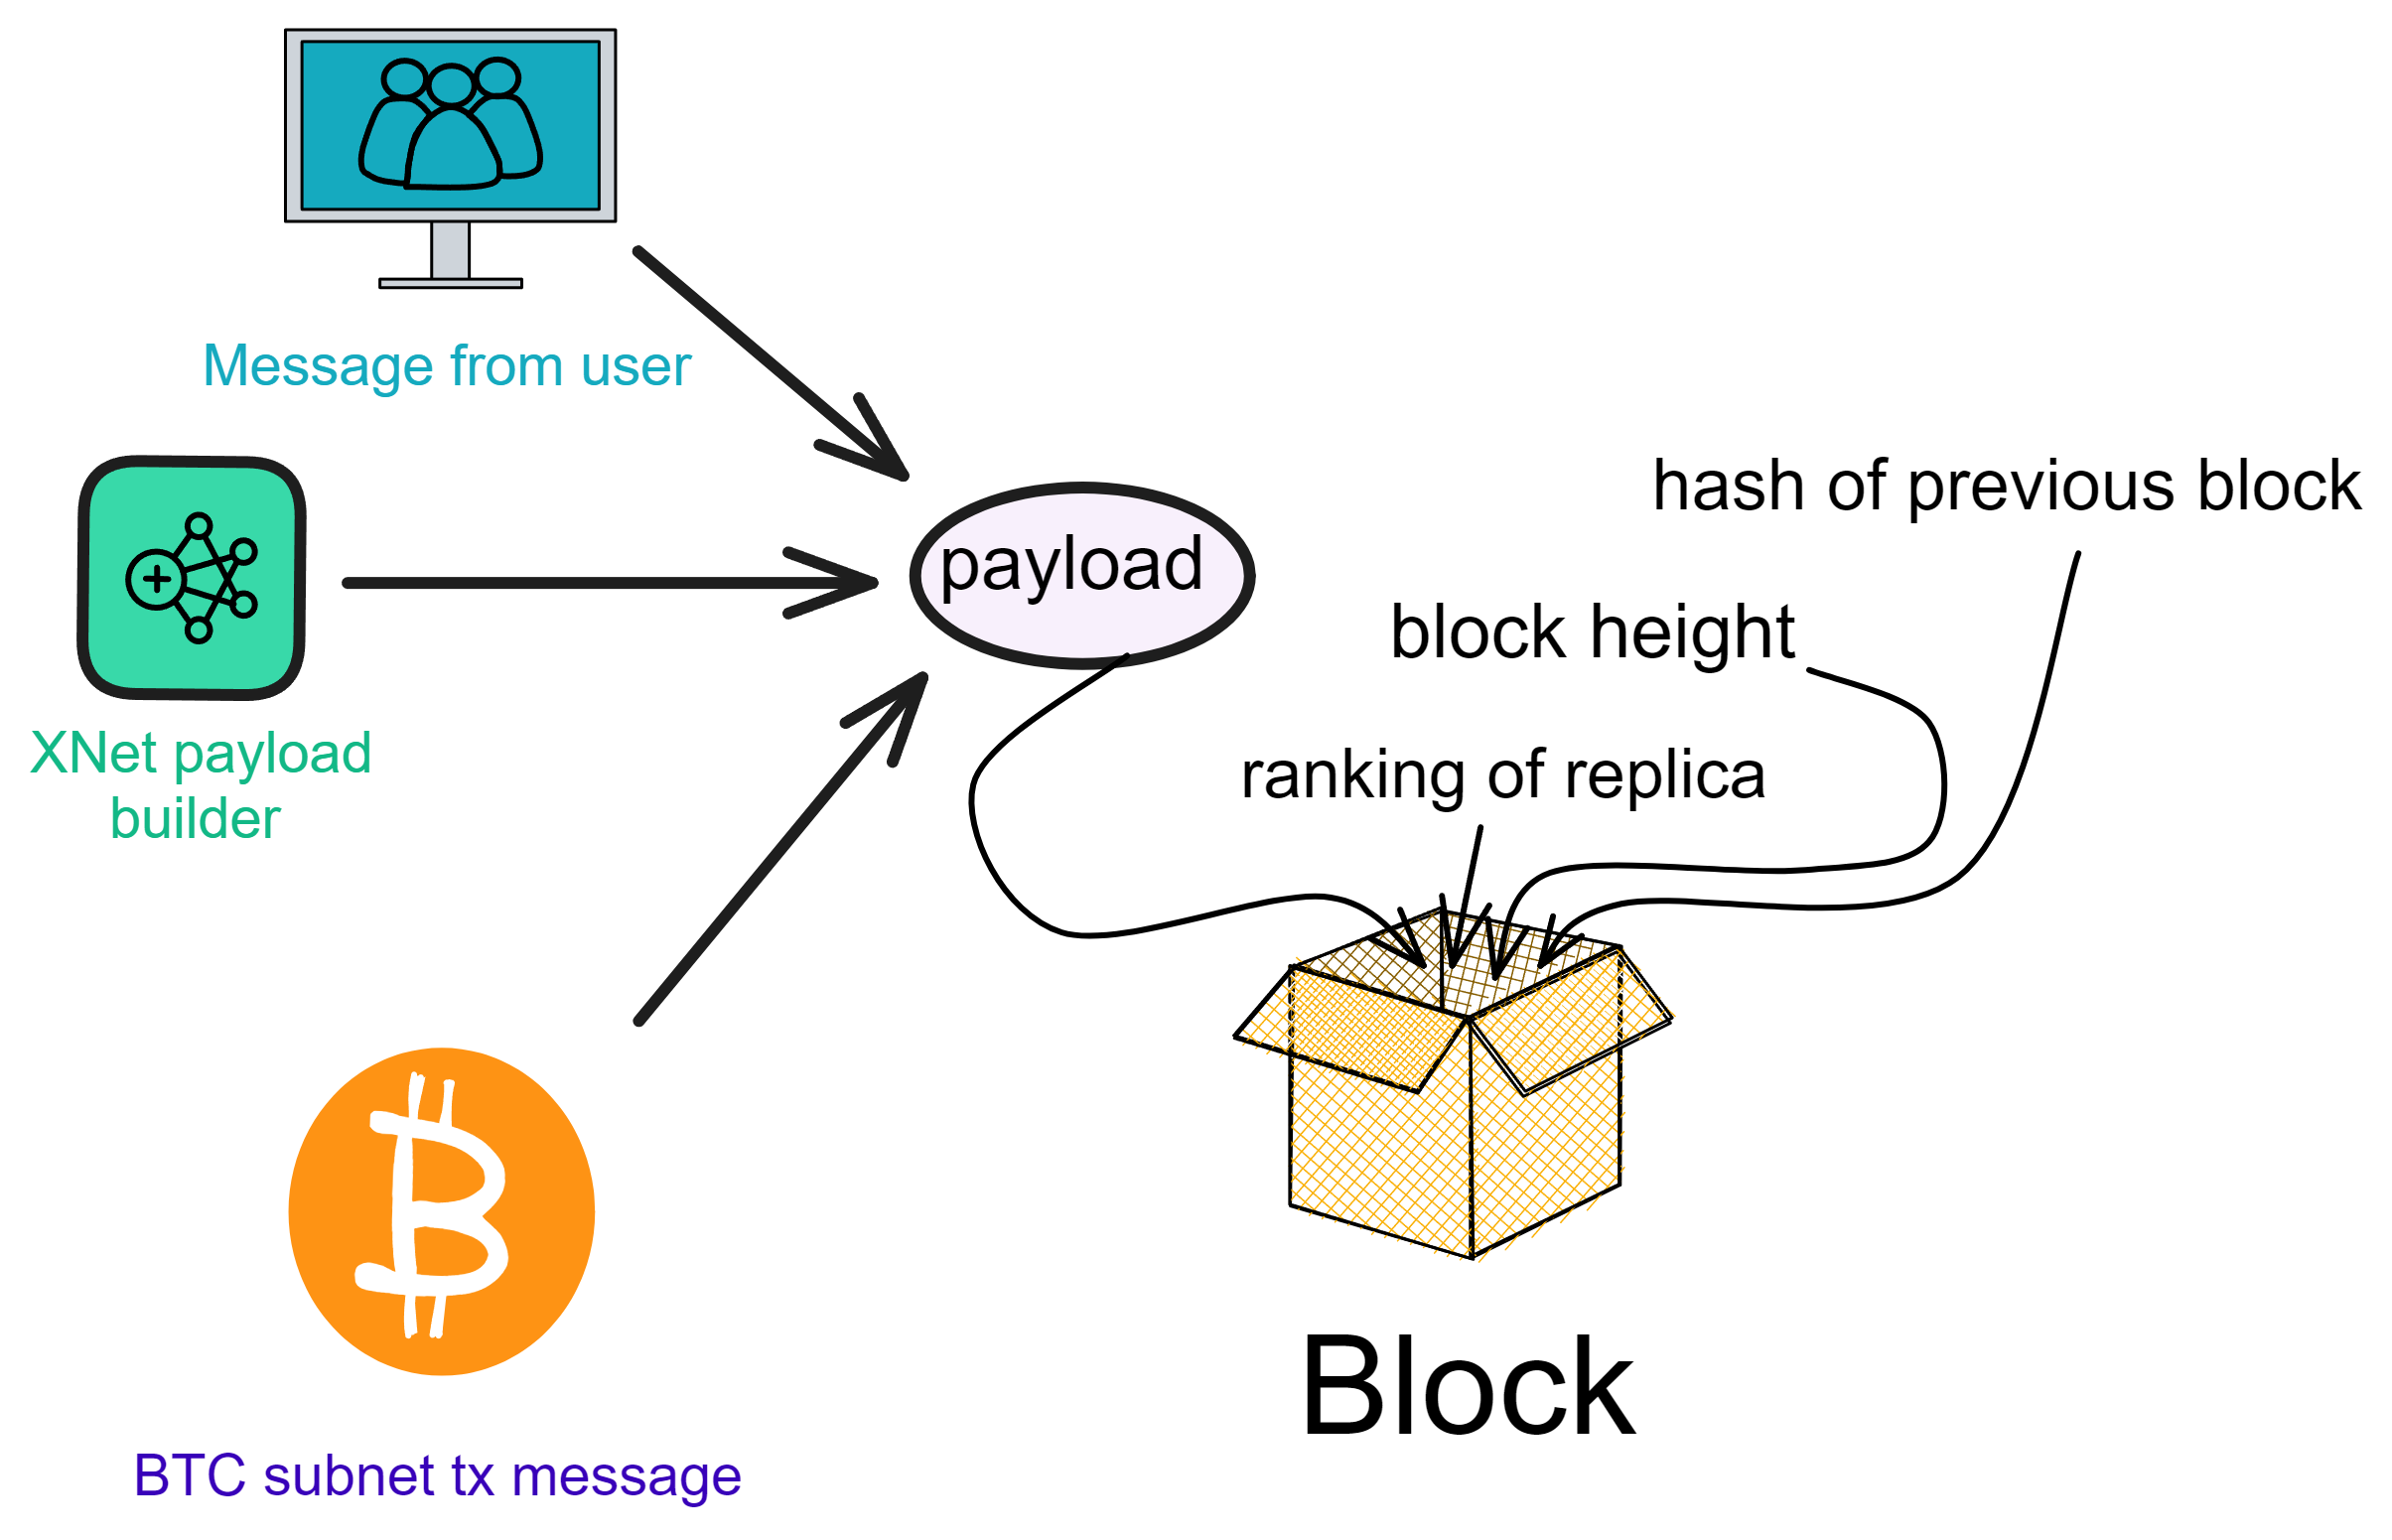 Message from user
XNet payload
builder
BTC subnet tx message
payload
hash of previous block
block height
ranking of replica
Block